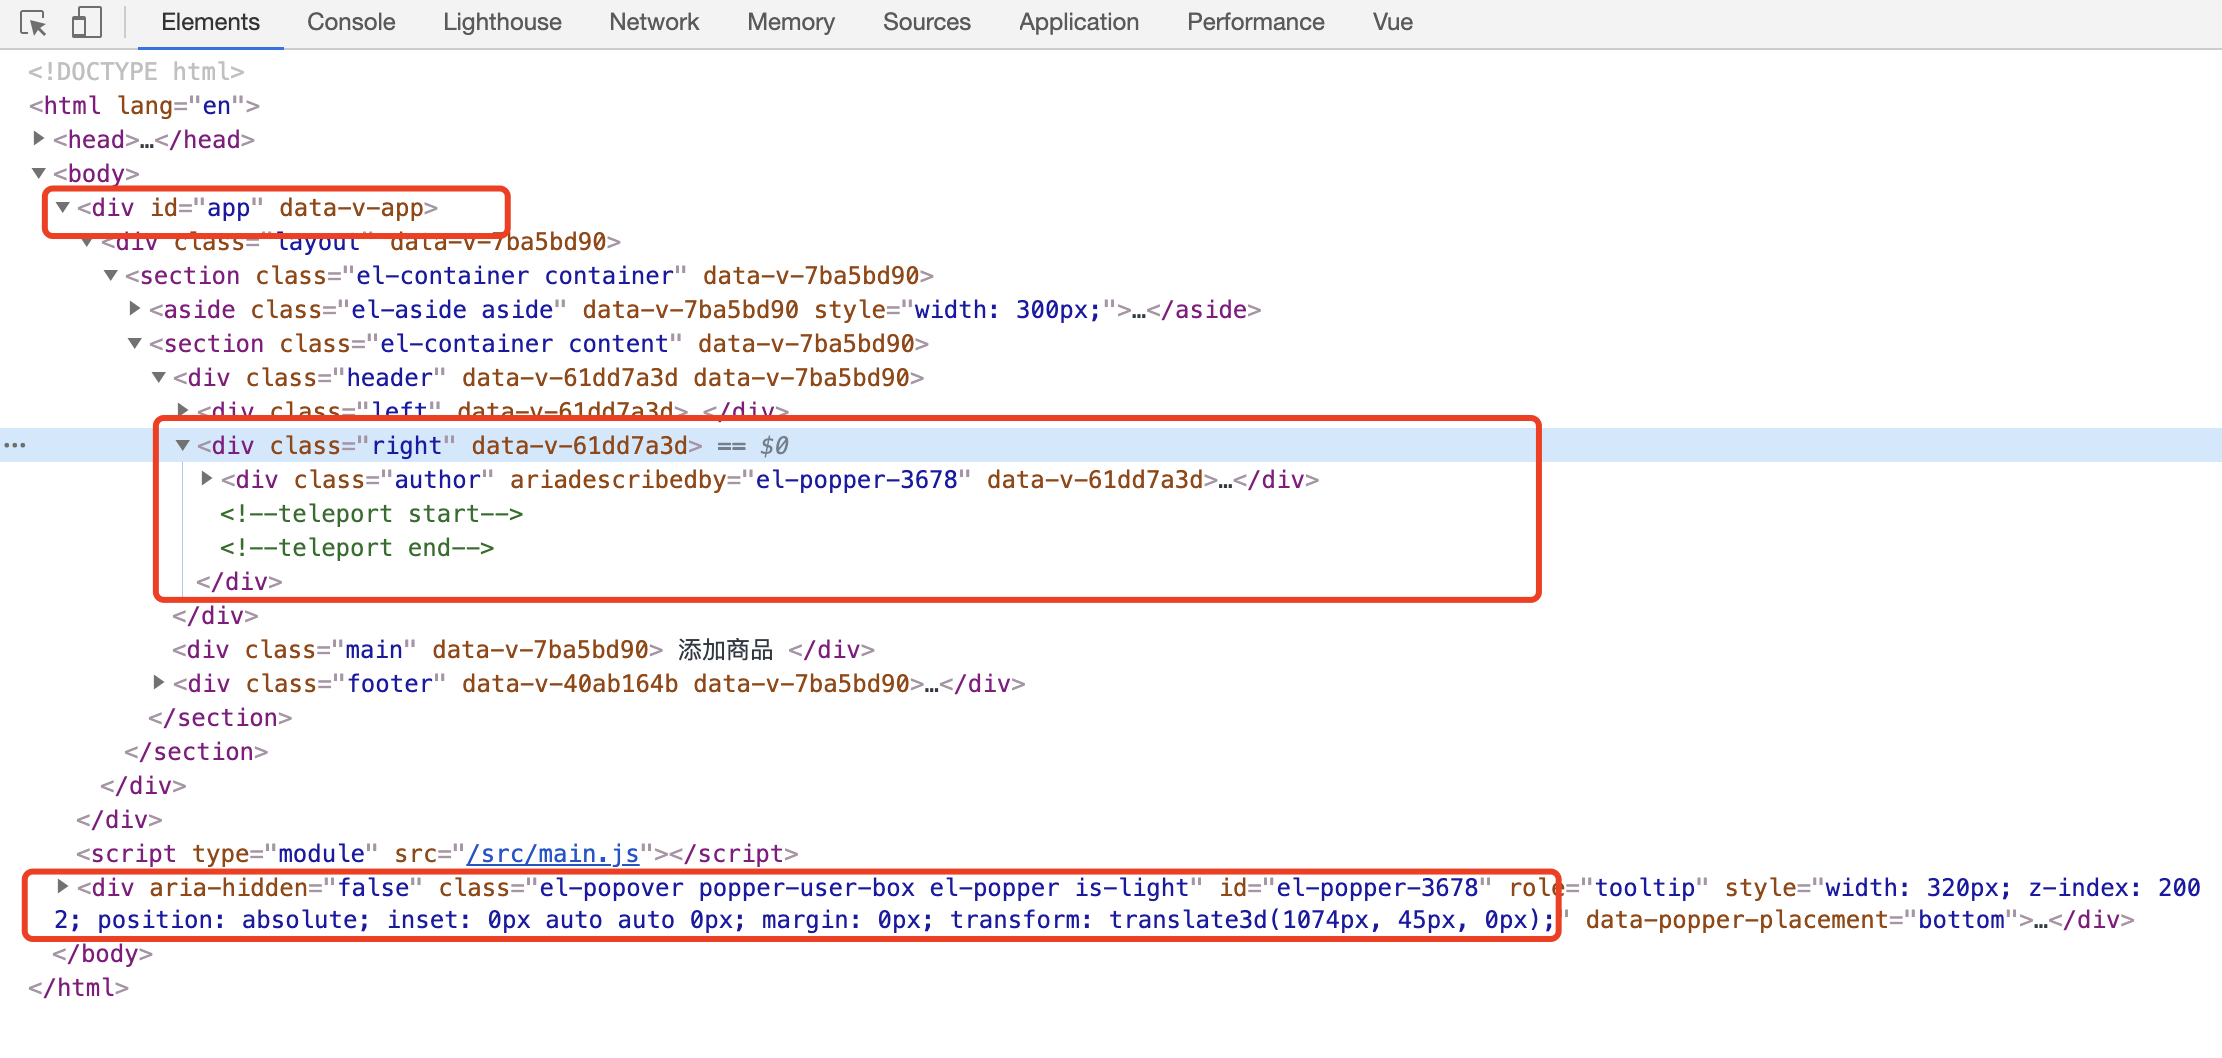 Elements Console Lighthouse Network Memory Sources Application Performance Vue
<!DOCTYPE html>
<html lang="en">
<head>…</head>
<body>
<div id="app" data-v-app>
<div class="layout" data-v-7ba5bd90>
<section class="el-container container" data-v-7ba5bd90>
<aside class="el-aside aside" data-v-7ba5bd90 style="width: 300px;">…</aside>
<section class="el-container content" data-v-7ba5bd90>
<div class="header" data-v-61dd7a3d data-v-7ba5bd90>
<div class="left" data-v-61dd7a3d> </div>
<div class="right" data-v-61dd7a3d> == $0
<div class="author" ariadescribedby="el-popper-3678" data-v-61dd7a3d>…</div>
<!--teleport start-->
<!--teleport end-->
</div>
</div>
<div class="main" data-v-7ba5bd90> 添加商品 </div>
<div class="footer" data-v-40ab164b data-v-7ba5bd90>…</div>
</section>
</section>
</div>
</div>
<script type="module" src="/src/main.js"></script>
<div aria-hidden="false" class="el-popover popper-user-box el-popper is-light" id="el-popper-3678" role="tooltip" style="width: 320px; z-index: 200
2; position: absolute; inset: 0px auto auto 0px; margin: 0px; transform: translate3d(1074px, 45px, 0px);" data-popper-placement="bottom">…</div>
</body>
</html>